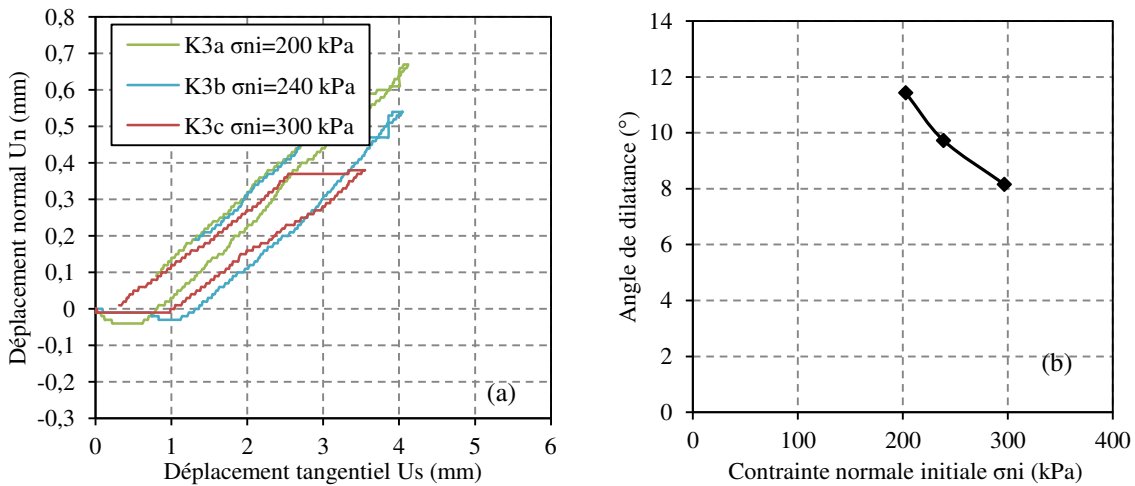 0,8
0,7
0,6
0,5
0,4
0,3
0,2
0,1
0
-0,1
-0,2
-0,3
Déplacement normal Un (mm)
K3a σni=200 kPa
K3b σni=240 kPa
K3c σni=300 kPa
(a)
0 1 2 3 4 5 6
Déplacement tangentiel Us (mm)
14
12
10
8
6
4
2
0
Angle de dilatance (°)
(b)
0 100 200 300 400
Contrainte normale initiale σni (kPa)